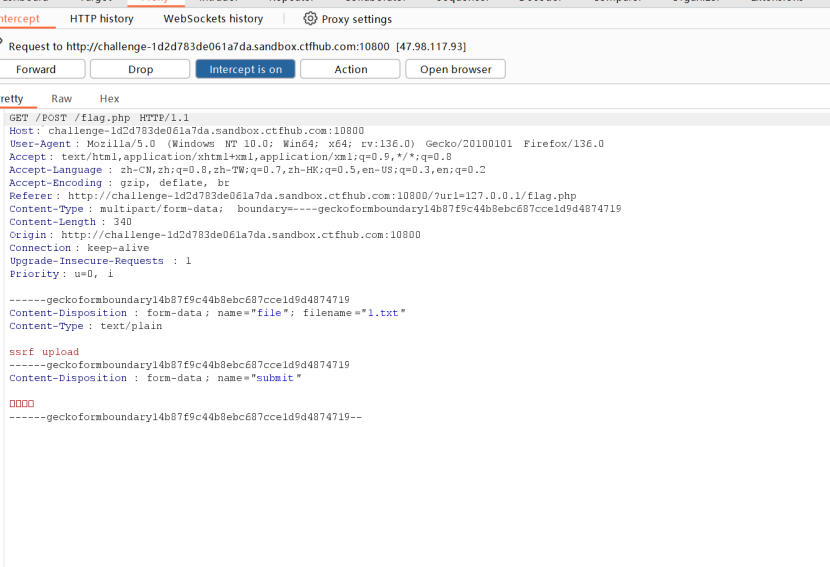 Intercept HTTP history WebSockets history Proxy settings
Request to http://challenge-1d2d783de061a7da.sandbox.ctfhub.com:10800 [47.98.117.93]
Forward Drop Intercept is on Action Open browser
retty Raw Hex
GET /POST /flag.php HTTP/1.1
Host: challenge-1d2d783de061a7da.sandbox.ctfhub.com:10800
User-Agent: Mozilla/5.0 (Windows NT 10.0; Win64; x64; rv:136.0) Gecko/20100101 Firefox/136.0
Accept: text/html,application/xhtml+xml,application/xml;q=0.9,*/*;q=0.8
Accept-Language: zh-CN,zh;q=0.8,zh-TW;q=0.7,zh-HK;q=0.5,en-US;q=0.3,en;q=0.2
Accept-Encoding: gzip, deflate, br
Referer: http://challenge-1d2d783de061a7da.sandbox.ctfhub.com:10800/?url=127.0.0.1/flag.php
Content-Type: multipart/form-data; boundary=----geckoformboundary14b87f9c44b8ebc687cce1d9d4874719
Content-Length: 340
Origin: http://challenge-1d2d783de061a7da.sandbox.ctfhub.com:10800
Connection: keep-alive
Upgrade-Insecure-Requests: 1
Priority: u=0, i
------geckoformboundary14b87f9c44b8ebc687cce1d9d4874719
Content-Disposition: form-data; name="file"; filename="1.txt"
Content-Type: text/plain
ssrf upload
------geckoformboundary14b87f9c44b8ebc687cce1d9d4874719
Content-Disposition: form-data; name="submit"
------geckoformboundary14b87f9c44b8ebc687cce1d9d4874719--